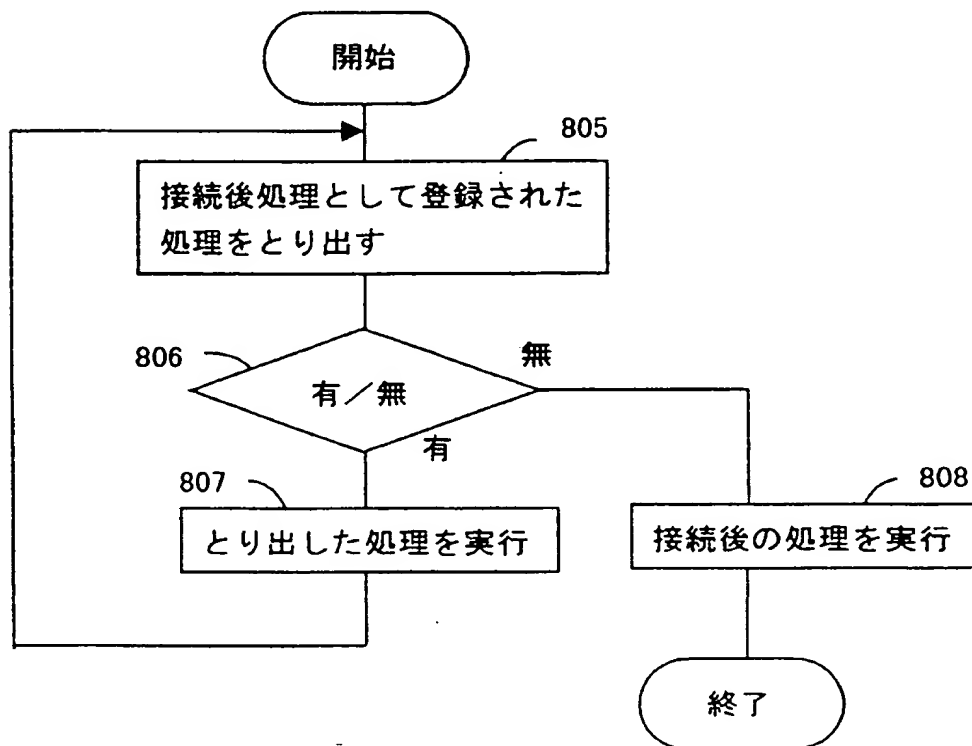 開始
805
接続後処理として登録された
処理をとり出す
806
無
有／無
有
807
808
とり出した処理を実行
接続後の処理を実行
終了